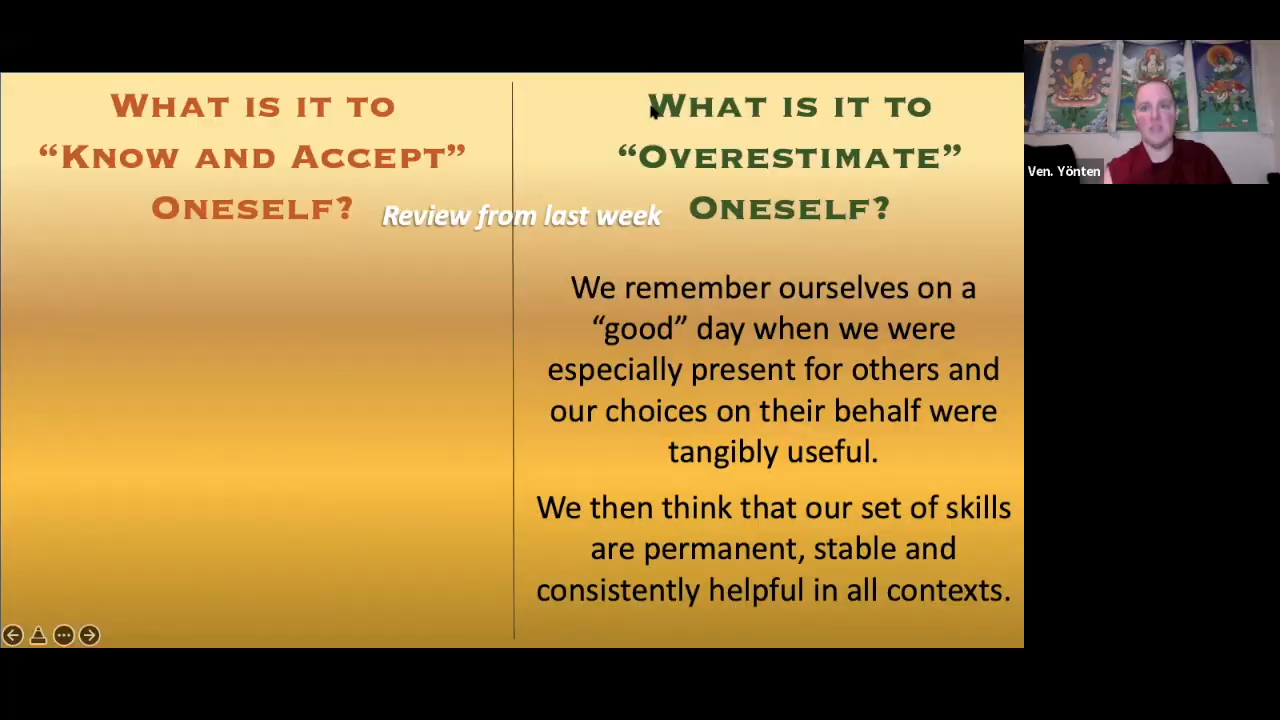 What is it to
“Know and Accept”
Oneself?
Review from last week
What is it to
“Overestimate”
Oneself?
We remember ourselves on a
“good” day when we were
especially present for others and
our choices on their behalf were
tangibly useful.
We then think that our set of skills
are permanent, stable and
consistently helpful in all contexts.
Ven. Yönten